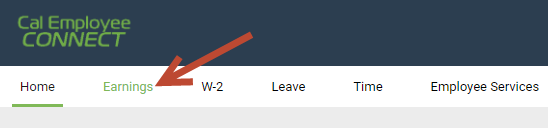 Cal Employee
CONNECT
Home Earnings W-2 Leave Time Employee Services